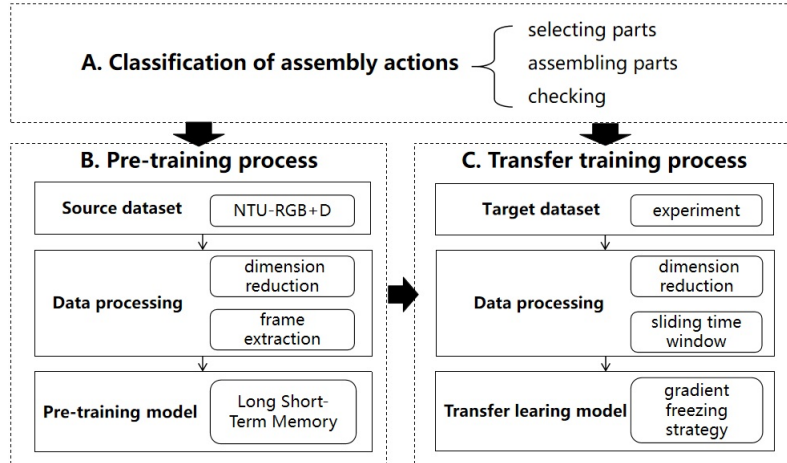 A. Classification of assembly actions
selecting parts
assembling parts
checking
B. Pre-training process
Source dataset
NTU-RGB+D
Data processing
dimension
reduction
frame
extraction
Pre-training model
Long Short-
Term Memory
C. Transfer training process
Target dataset
experiment
Data processing
dimension
reduction
sliding time
window
Transfer learing model
gradient
freezing
strategy